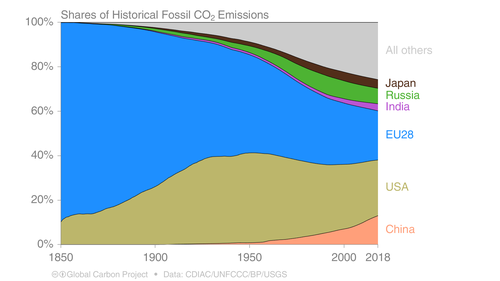 Shares of Historical Fossil CO₂ Emissions
100%
80%
60%
40%
20%
0%
All others
Japan
Russia
India
EU28
USA
China
1850
1900
1950
2000
2018
Global Carbon Project • Data: CDIAC/UNFCCC/BP/USGS